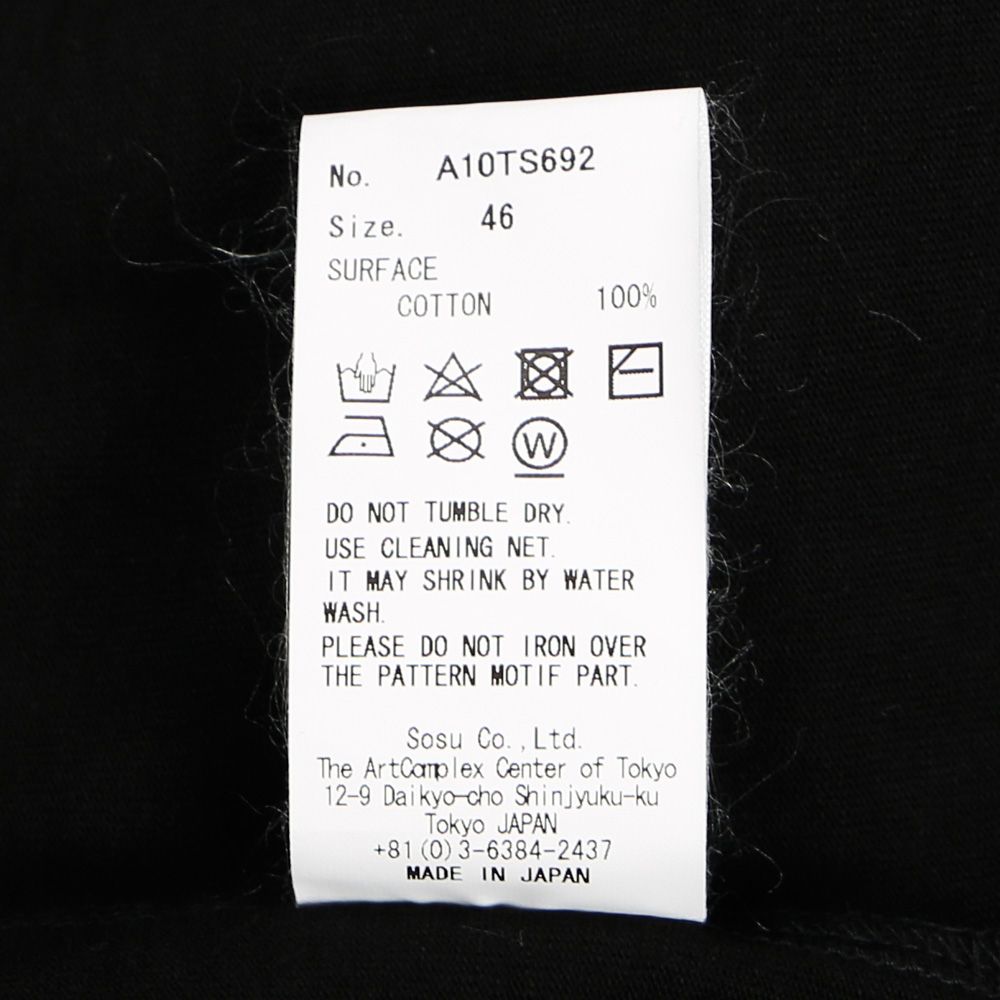 No. A10TS692
Size. 46
SURFACE
COTTON 100%
W
DO NOT TUMBLE DRY.
USE CLEANING NET.
IT MAY SHRINK BY WATER
WASH.
PLEASE DO NOT IRON OVER
THE PATTERN MOTIF PART.
Sosu Co.,Ltd.
The ArtComplex Center of Tokyo
12-9 Daikyo-cho Shinjyuku-ku
Tokyo JAPAN
+81(0)3-6384-2437
MADE IN JAPAN